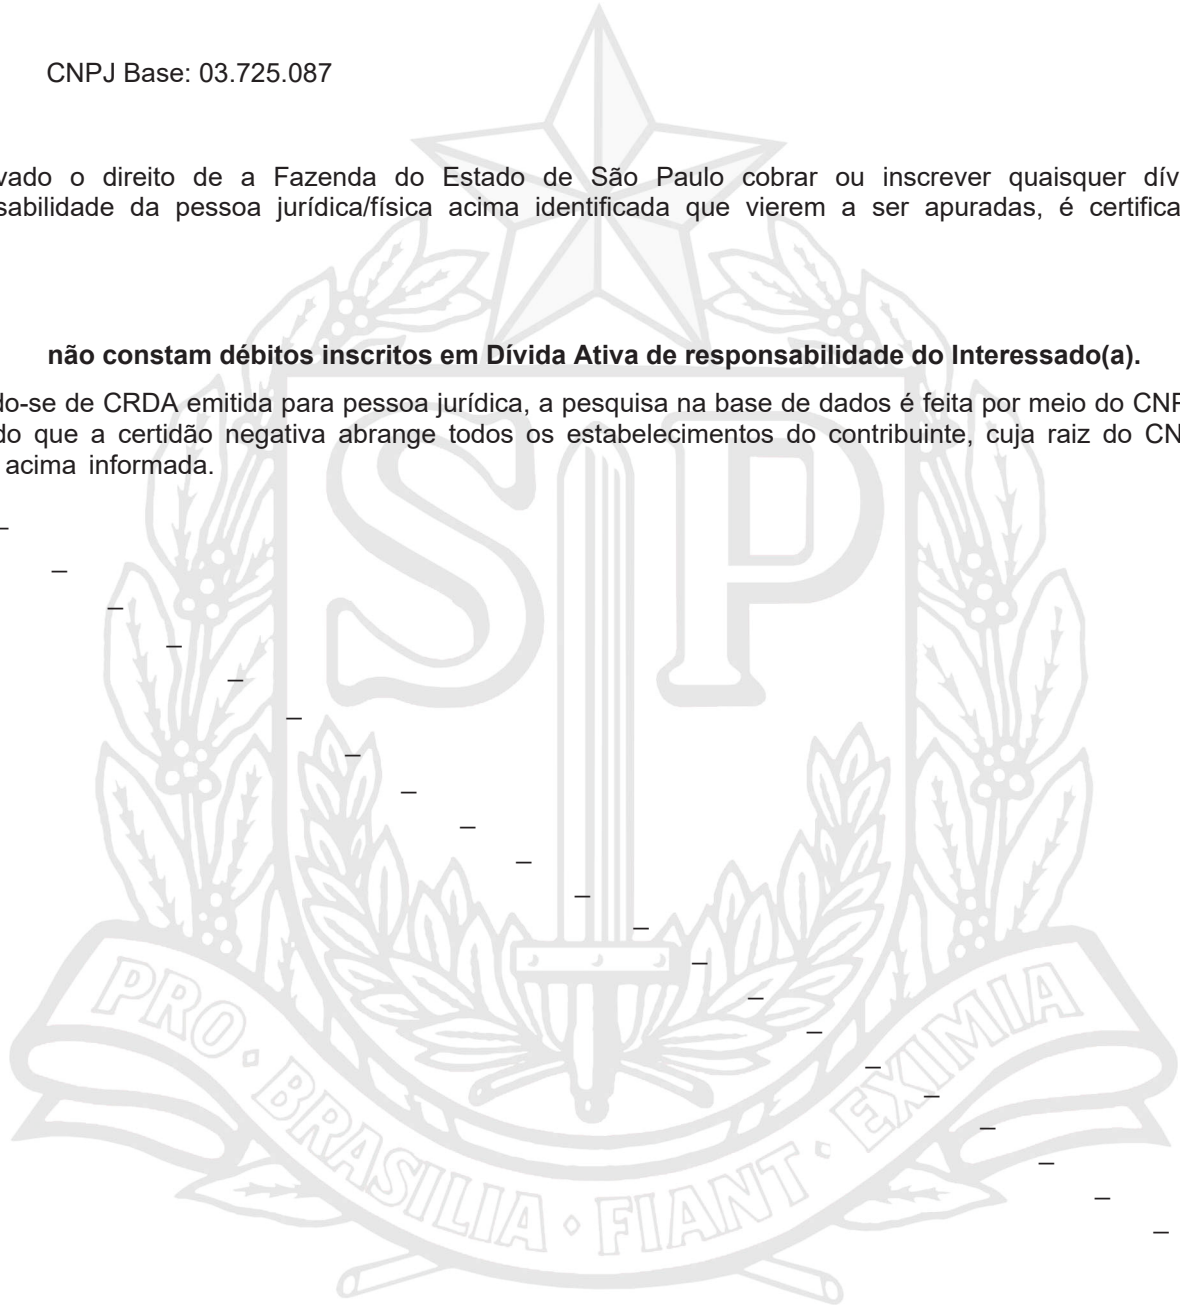 CNPJ Base: 03.725.087
vado o direito de a Fazenda do Estado de São Paulo cobrar ou inscrever quaisquer dív
sabilidade da pessoa jurídica/física acima identificada que vierem a ser apuradas, é certifica
não constam débitos inscritos em Dívida Ativa de responsabilidade do Interessado(a).
do-se de CRDA emitida para pessoa jurídica, a pesquisa na base de dados é feita por meio do CNP
do que a certidão negativa abrange todos os estabelecimentos do contribuinte, cuja raiz do CN
acima informada.
SP
PRO · BRASILIA · FIANT · EXIMIA